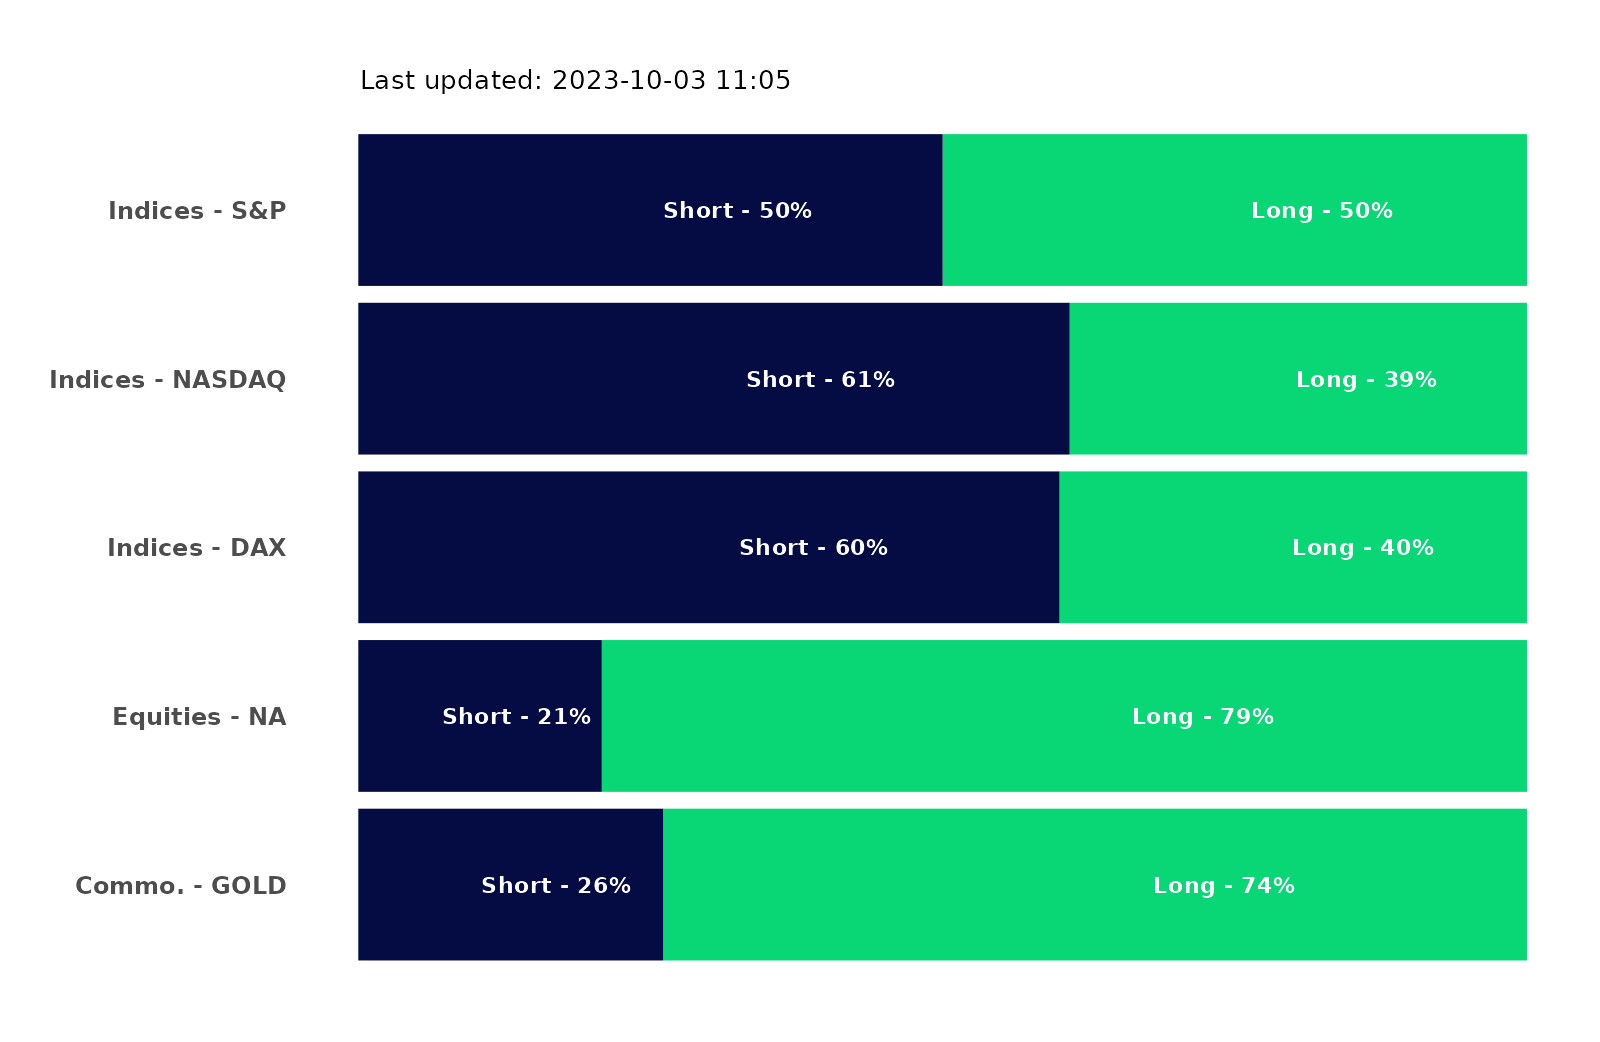 Last updated: 2023-10-03 11:05
Indices - S&P Short - 50% Long - 50%
Indices - NASDAQ Short - 61% Long - 39%
Indices - DAX Short - 60% Long - 40%
Equities - NA Short - 21% Long - 79%
Commo. - GOLD Short - 26% Long - 74%